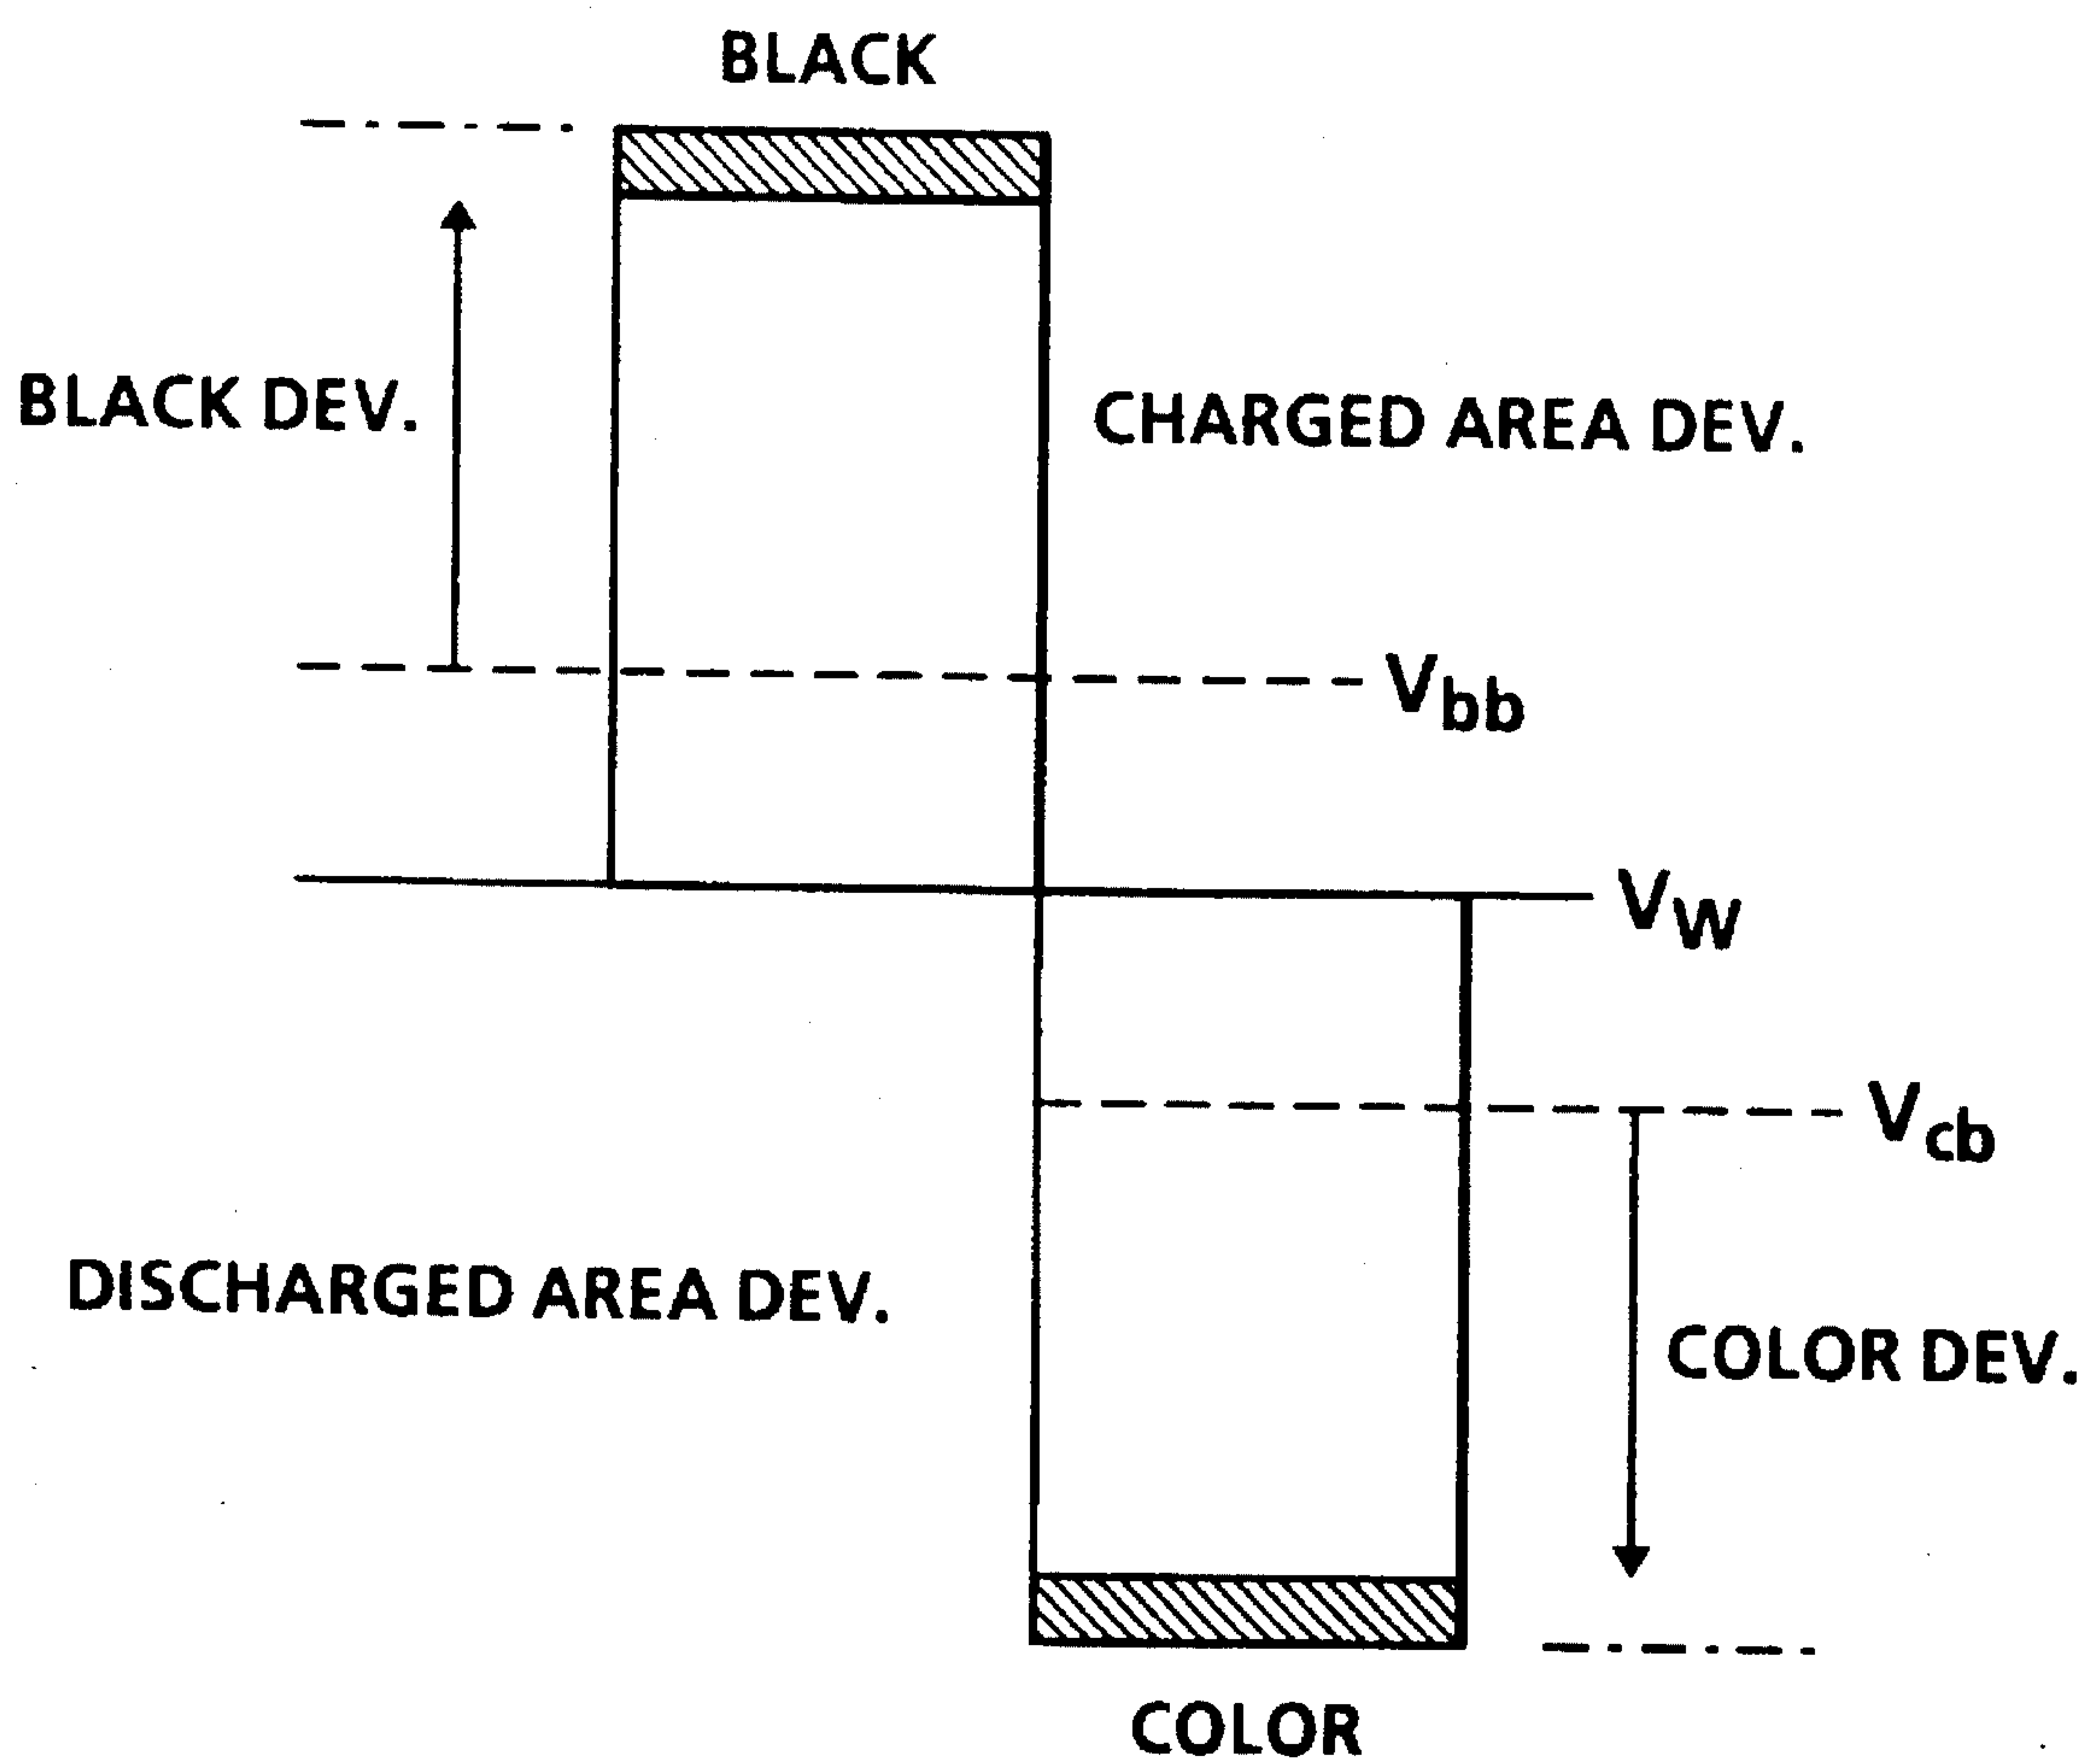 BLACK
BLACK DEV.
CHARGED AREA DEV.
Vbb
Vw
Vcb
DISCHARGED AREA DEV.
COLOR DEV.
COLOR